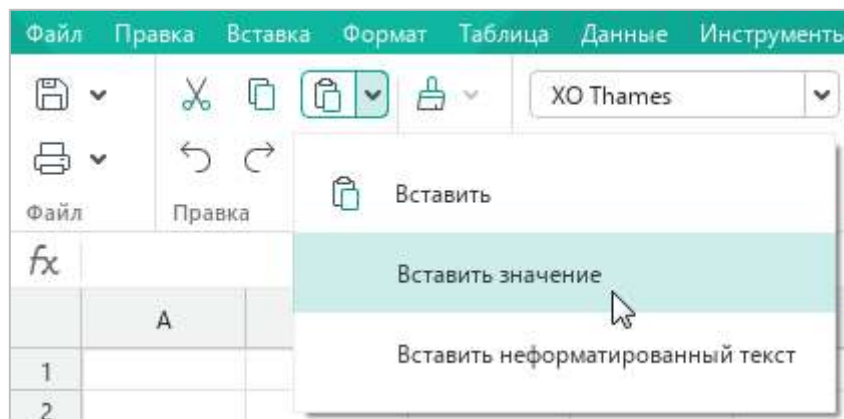 Файл Правка Вставка Формат Таблица Данные Инструменты
XO Thames
Файл Правка
Вставить
fx
Вставить значение
A
Вставить неформатированный текст
1
2